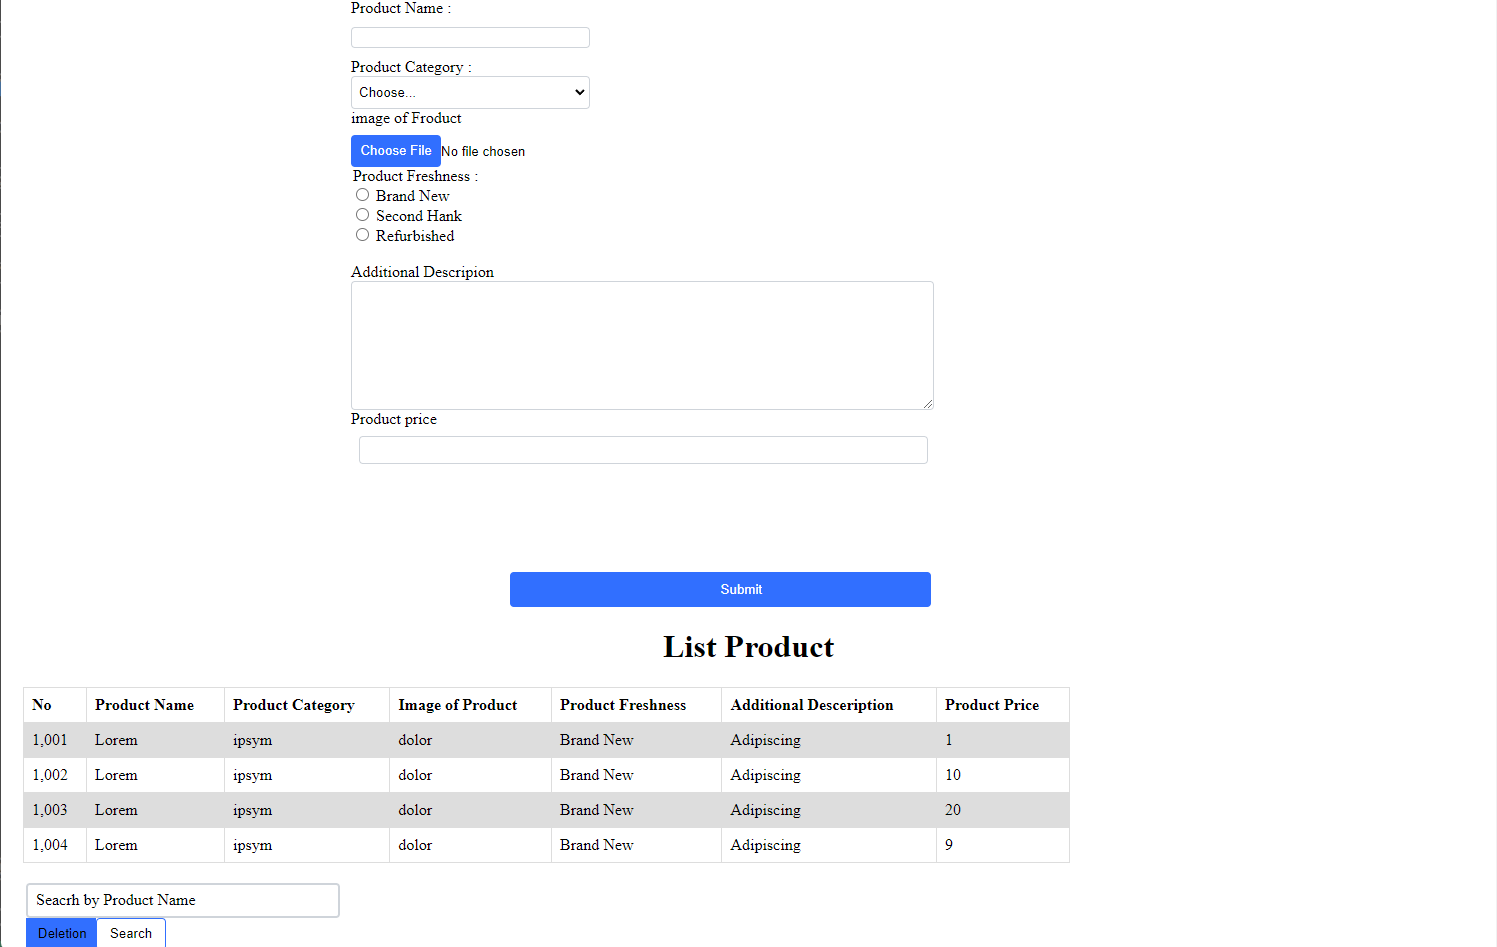 Product Name :
Product Category :
Choose...
image of Froduct
Choose File No file chosen
Product Freshness :
Brand New
Second Hank
Refurbished
Additional Descripion
Product price
Submit
List Product
No Product Name Product Category Image of Product Product Freshness Additional Desceription Product Price
1,001 Lorem ipsym dolor Brand New Adipiscing 1
1,002 Lorem ipsym dolor Brand New Adipiscing 10
1,003 Lorem ipsym dolor Brand New Adipiscing 20
1,004 Lorem ipsym dolor Brand New Adipiscing 9
Seacrh by Product Name
Deletion Search